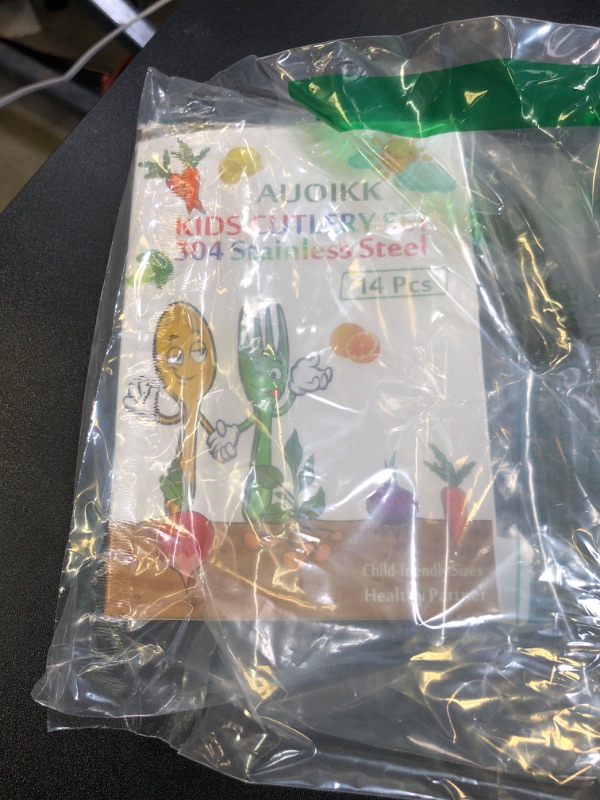 AUOIKK
KIDS CUTLERY SET
304 Stainless Steel
14 Pcs
Child-friendly Sizes
Health Partner